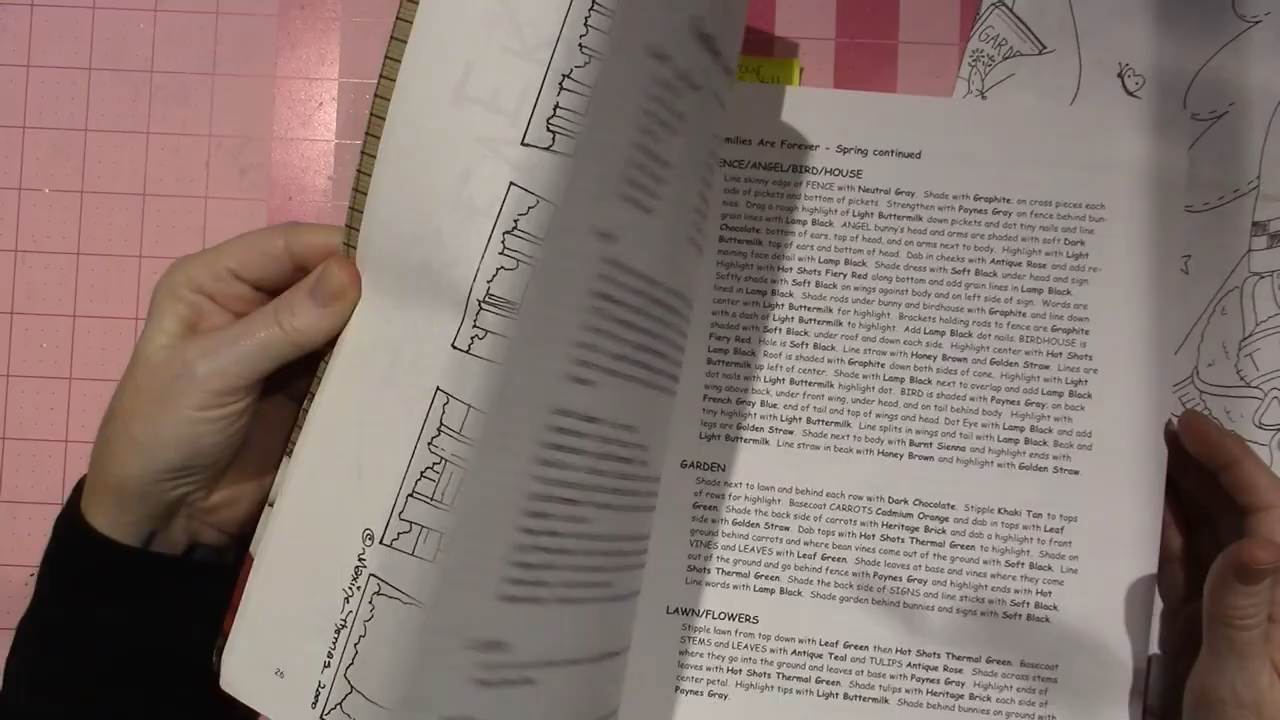 GARD
milies Are Forever - Spring continued
ENCE/ANGEL/BIRD/HOUSE
Line skinny edge of FENCE with Neutral Gray. Shade with Graphite: on cross pieces each
side of pickets and bottom of pickets. Strengthen with Paynes Gray on fence behind bun-
nies. Drag a rough highlight of Light Buttermilk down pickets and dot tiny nails and line
grain lines with Lamp Black. ANGEL bunny's head and arms are shaded with soft Dark
Chocolate: bottom of ears, top of head, and on arms next to body. Highlight with Light
Buttermilk: top of ears and bottom of head. Dab in cheeks with Antique Rose and add re-
maining face detail with Lamp Black. Shade dress with Soft Black under head and sign.
Highlight with Hot Shots Fiery Red along bottom and add grain lines in Lamp Black.
Softly shade with Soft Black on wings against body and on left side of sign. Words are
lined in Lamp Black. Shade rods under bunny and birdhouse with Graphite and line down
center with Light Buttermilk for highlight. Brackets holding rods to fence are Graphite
with a dash of Light Buttermilk to highlight. Add Lamp Black dot nails. BIRDHOUSE is
shaded with Soft Black: under roof and down each side. Highlight center with Hot Shots
Fiery Red. Hole is Soft Black. Line straw with Honey Brown and Golden Straw. Lines are
Lamp Black. Roof is shaded with Graphite down both sides of cone. Highlight with Light
Buttermilk up left of center. Shade with Lamp Black next to overlap and add Lamp Black
dot nails with Light Buttermilk highlight dot. BIRD is shaded with Paynes Gray: on back
wing above back, under front wing, under head, and on tail behind body. Highlight with
French Gray Blue: end of tail and top of wings and head. Dot Eye with Lamp Black and add
tiny highlight with Light Buttermilk. Line splits in wings and tail with Lamp Black. Beak and
legs are Golden Straw. Shade next to body with Burnt Sienna and highlight ends with
Light Buttermilk. Line straw in beak with Honey Brown and highlight with Golden Straw.
GARDEN
Shade next to lawn and behind each row with Dark Chocolate. Stipple Khaki Tan to tops
of rows for highlight. Basecoat CARROTS Cadmium Orange and dab in tops with Leaf
Green. Shade the back side of carrots with Heritage Brick and dab a highlight to front
side with Golden Straw. Dab tops with Hot Shots Thermal Green to highlight. Shade on
ground behind carrots and where bean vines come out of the ground with Soft Black. Line
VINES and LEAVES with Leaf Green. Shade leaves at base and vines where they come
out of the ground and go behind fence with Paynes Gray and highlight ends with Hot
Shots Thermal Green. Shade the back side of SIGNS and line sticks with Soft Black.
Line words with Lamp Black. Shade garden behind bunnies and signs with Soft Black.
LAWN/FLOWERS
Stipple lawn from top down with Leaf Green then Hot Shots Thermal Green. Basecoat
STEMS and LEAVES with Antique Teal and TULIPS Antique Rose. Shade across stems
where they go into the ground and leaves at base with Paynes Gray. Highlight ends of
leaves with Hot Shots Thermal Green. Shade tulips with Heritage Brick each side of
center petal. Highlight tips with Light Buttermilk. Shade behind bunnies on ground with
Paynes Gray.
© Maxine Thomas 2000
26